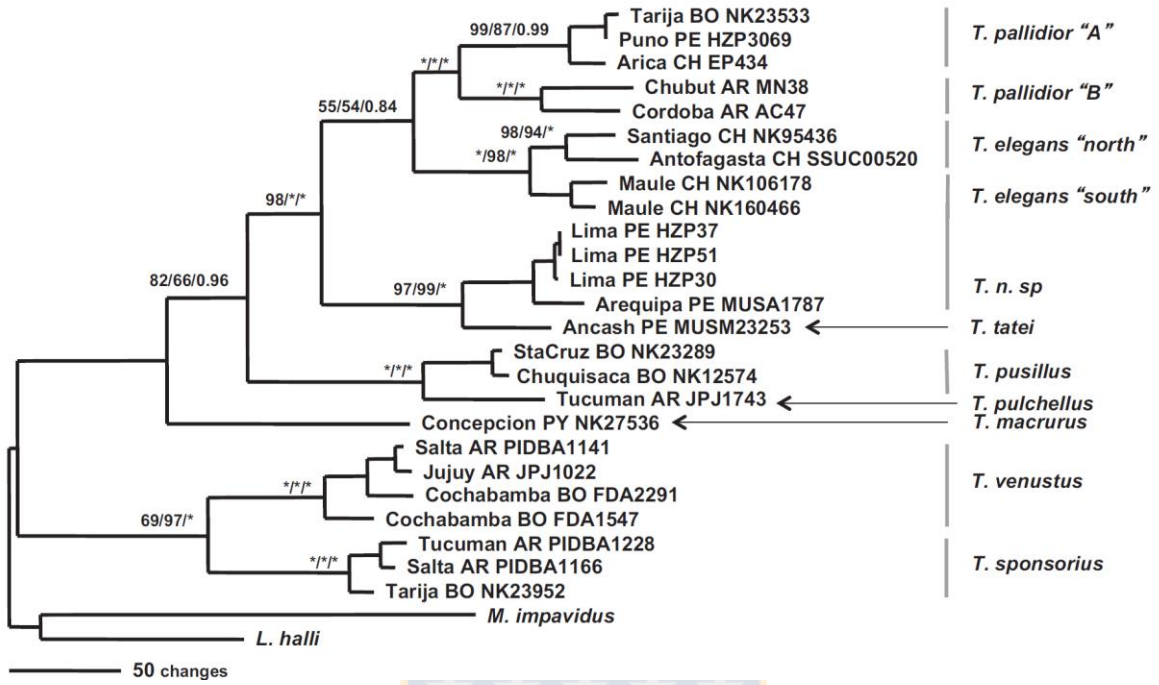 Tarija BO NK23533
99/87/0.99
T. pallidior “A”
Puno PE HZP3069
Arica CH EP434
*/*/*
Chubut AR MN38
*/*/*
T. pallidior “B”
55/54/0.84
Cordoba AR AC47
98/94/*
Santiago CH NK95436
T. elegans “north”
*/98/*
Antofagasta CH SSUC00520
Maule CH NK106178
T. elegans “south”
98/*/*
Maule CH NK160466
Lima PE HZP37
Lima PE HZP51
82/66/0.96
97/99/*
Lima PE HZP30
T. n. sp
Arequipa PE MUSA1787
Ancash PE MUSM23253
T. tatei
StaCruz BO NK23289
*/*/*
Chuquisaca BO NK12574
T. pusillus
Tucuman AR JPJ1743
T. pulchellus
Concepcion PY NK27536
T. macrurus
Salta AR PIDBA1141
Jujuy AR JPJ1022
T. venustus
*/*/*
Cochabamba BO FDA2291
69/97/*
Cochabamba BO FDA1547
Tucuman AR PIDBA1228
*/*/*
Salta AR PIDBA1166
T. sponsorius
Tarija BO NK23952
M. impavidus
L. halli
50 changes